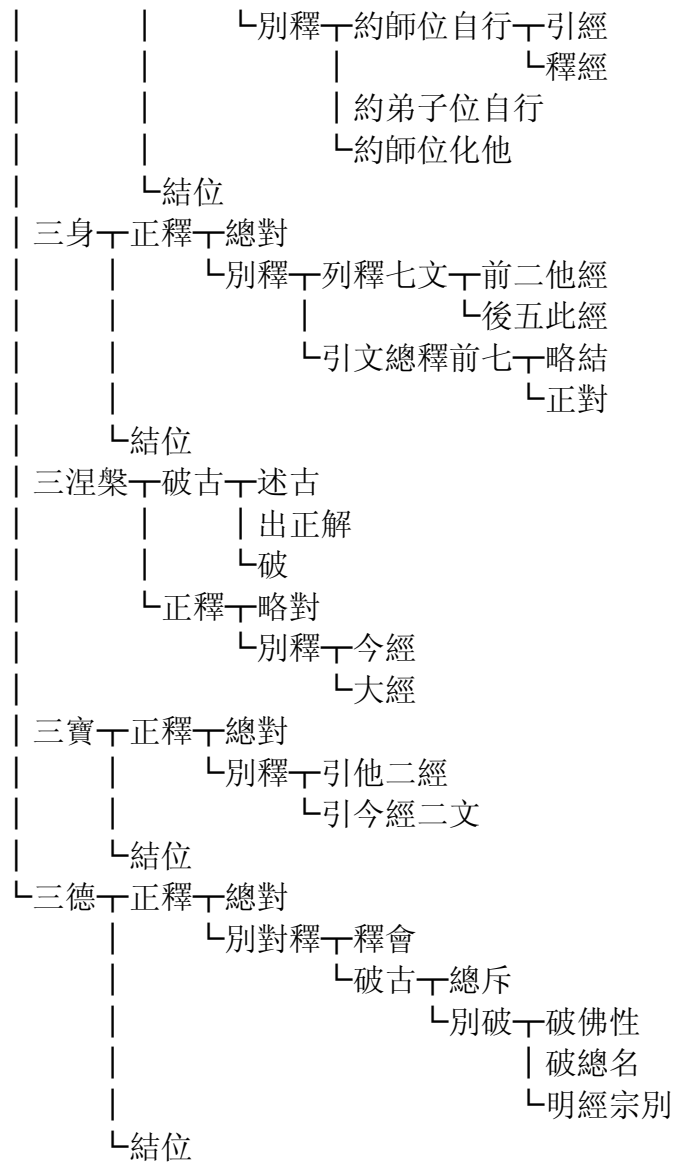 │　　　│　　└別釋┬約師位自行┬引經
│　　　│　　　　　│　　　　　└釋經
│　　　│　　　　　│約弟子位自行
│　　　│　　　　　└約師位化他
│　　　└結位
│三身┬正釋┬總對
│　　│　　└別釋┬列釋七文┬前二他經
│　　│　　　　　│　　　　└後五此經
│　　│　　　　　└引文總釋前七┬略結
│　　│　　　　　　　　　　　　└正對
│　　└結位
│三涅槃┬破古┬述古
│　　　│　　│出正解
│　　　│　　└破
│　　　└正釋┬略對
│　　　　　　└別釋┬今經
│　　　　　　　　　└大經
│三寶┬正釋┬總對
│　　│　　└別釋┬引他二經
│　　│　　　　　└引今經二文
│　　└結位
└三德┬正釋┬總對
　　　│　　└別對釋┬釋會
　　　│　　　　　　└破古┬總斥
　　　│　　　　　　　　　└別破┬破佛性
　　　│　　　　　　　　　　　　│破總名
　　　│　　　　　　　　　　　　└明經宗別
　　　└結位